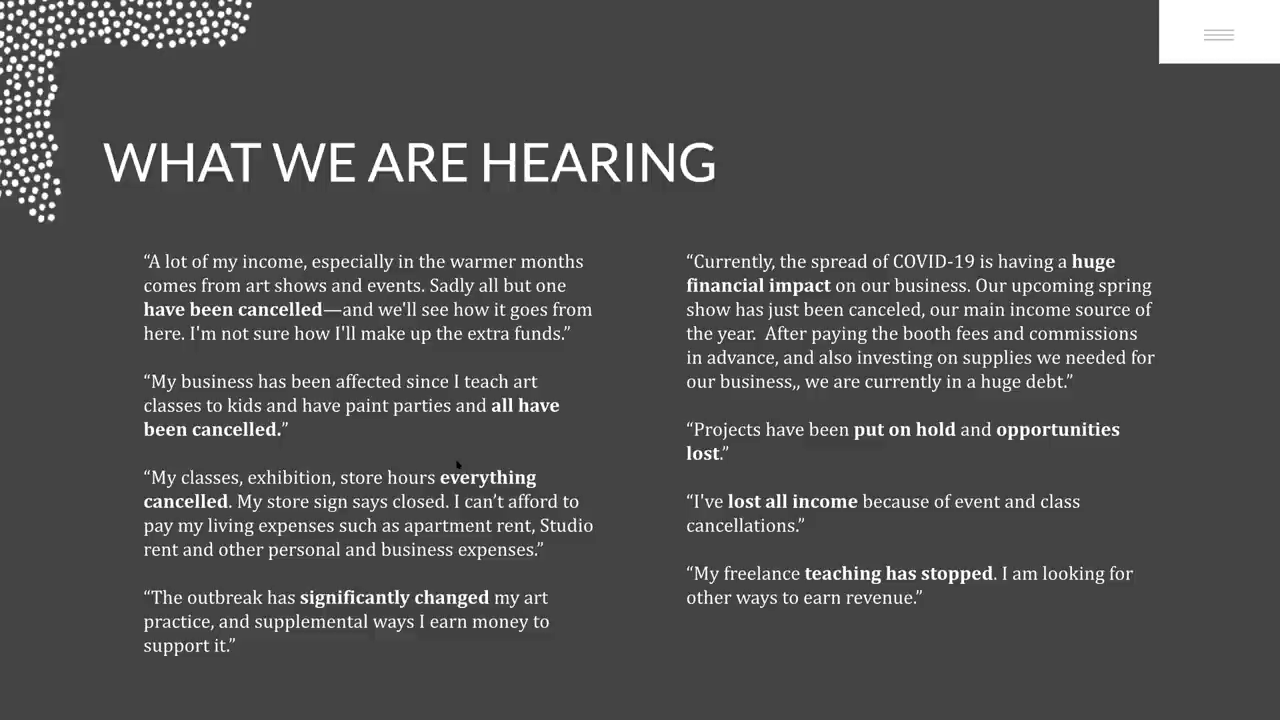 WHAT WE ARE HEARING
“A lot of my income, especially in the warmer months
comes from art shows and events. Sadly all but one
have been cancelled—and we'll see how it goes from
here. I'm not sure how I'll make up the extra funds.”
“My business has been affected since I teach art
classes to kids and have paint parties and all have
been cancelled.”
“My classes, exhibition, store hours everything
cancelled. My store sign says closed. I can’t afford to
pay my living expenses such as apartment rent, Studio
rent and other personal and business expenses.”
“The outbreak has significantly changed my art
practice, and supplemental ways I earn money to
support it.”
“Currently, the spread of COVID-19 is having a huge
financial impact on our business. Our upcoming spring
show has just been canceled, our main income source of
the year.  After paying the booth fees and commissions
in advance, and also investing on supplies we needed for
our business,, we are currently in a huge debt.”
“Projects have been put on hold and opportunities
lost.”
“I've lost all income because of event and class
cancellations.”
“My freelance teaching has stopped. I am looking for
other ways to earn revenue.”